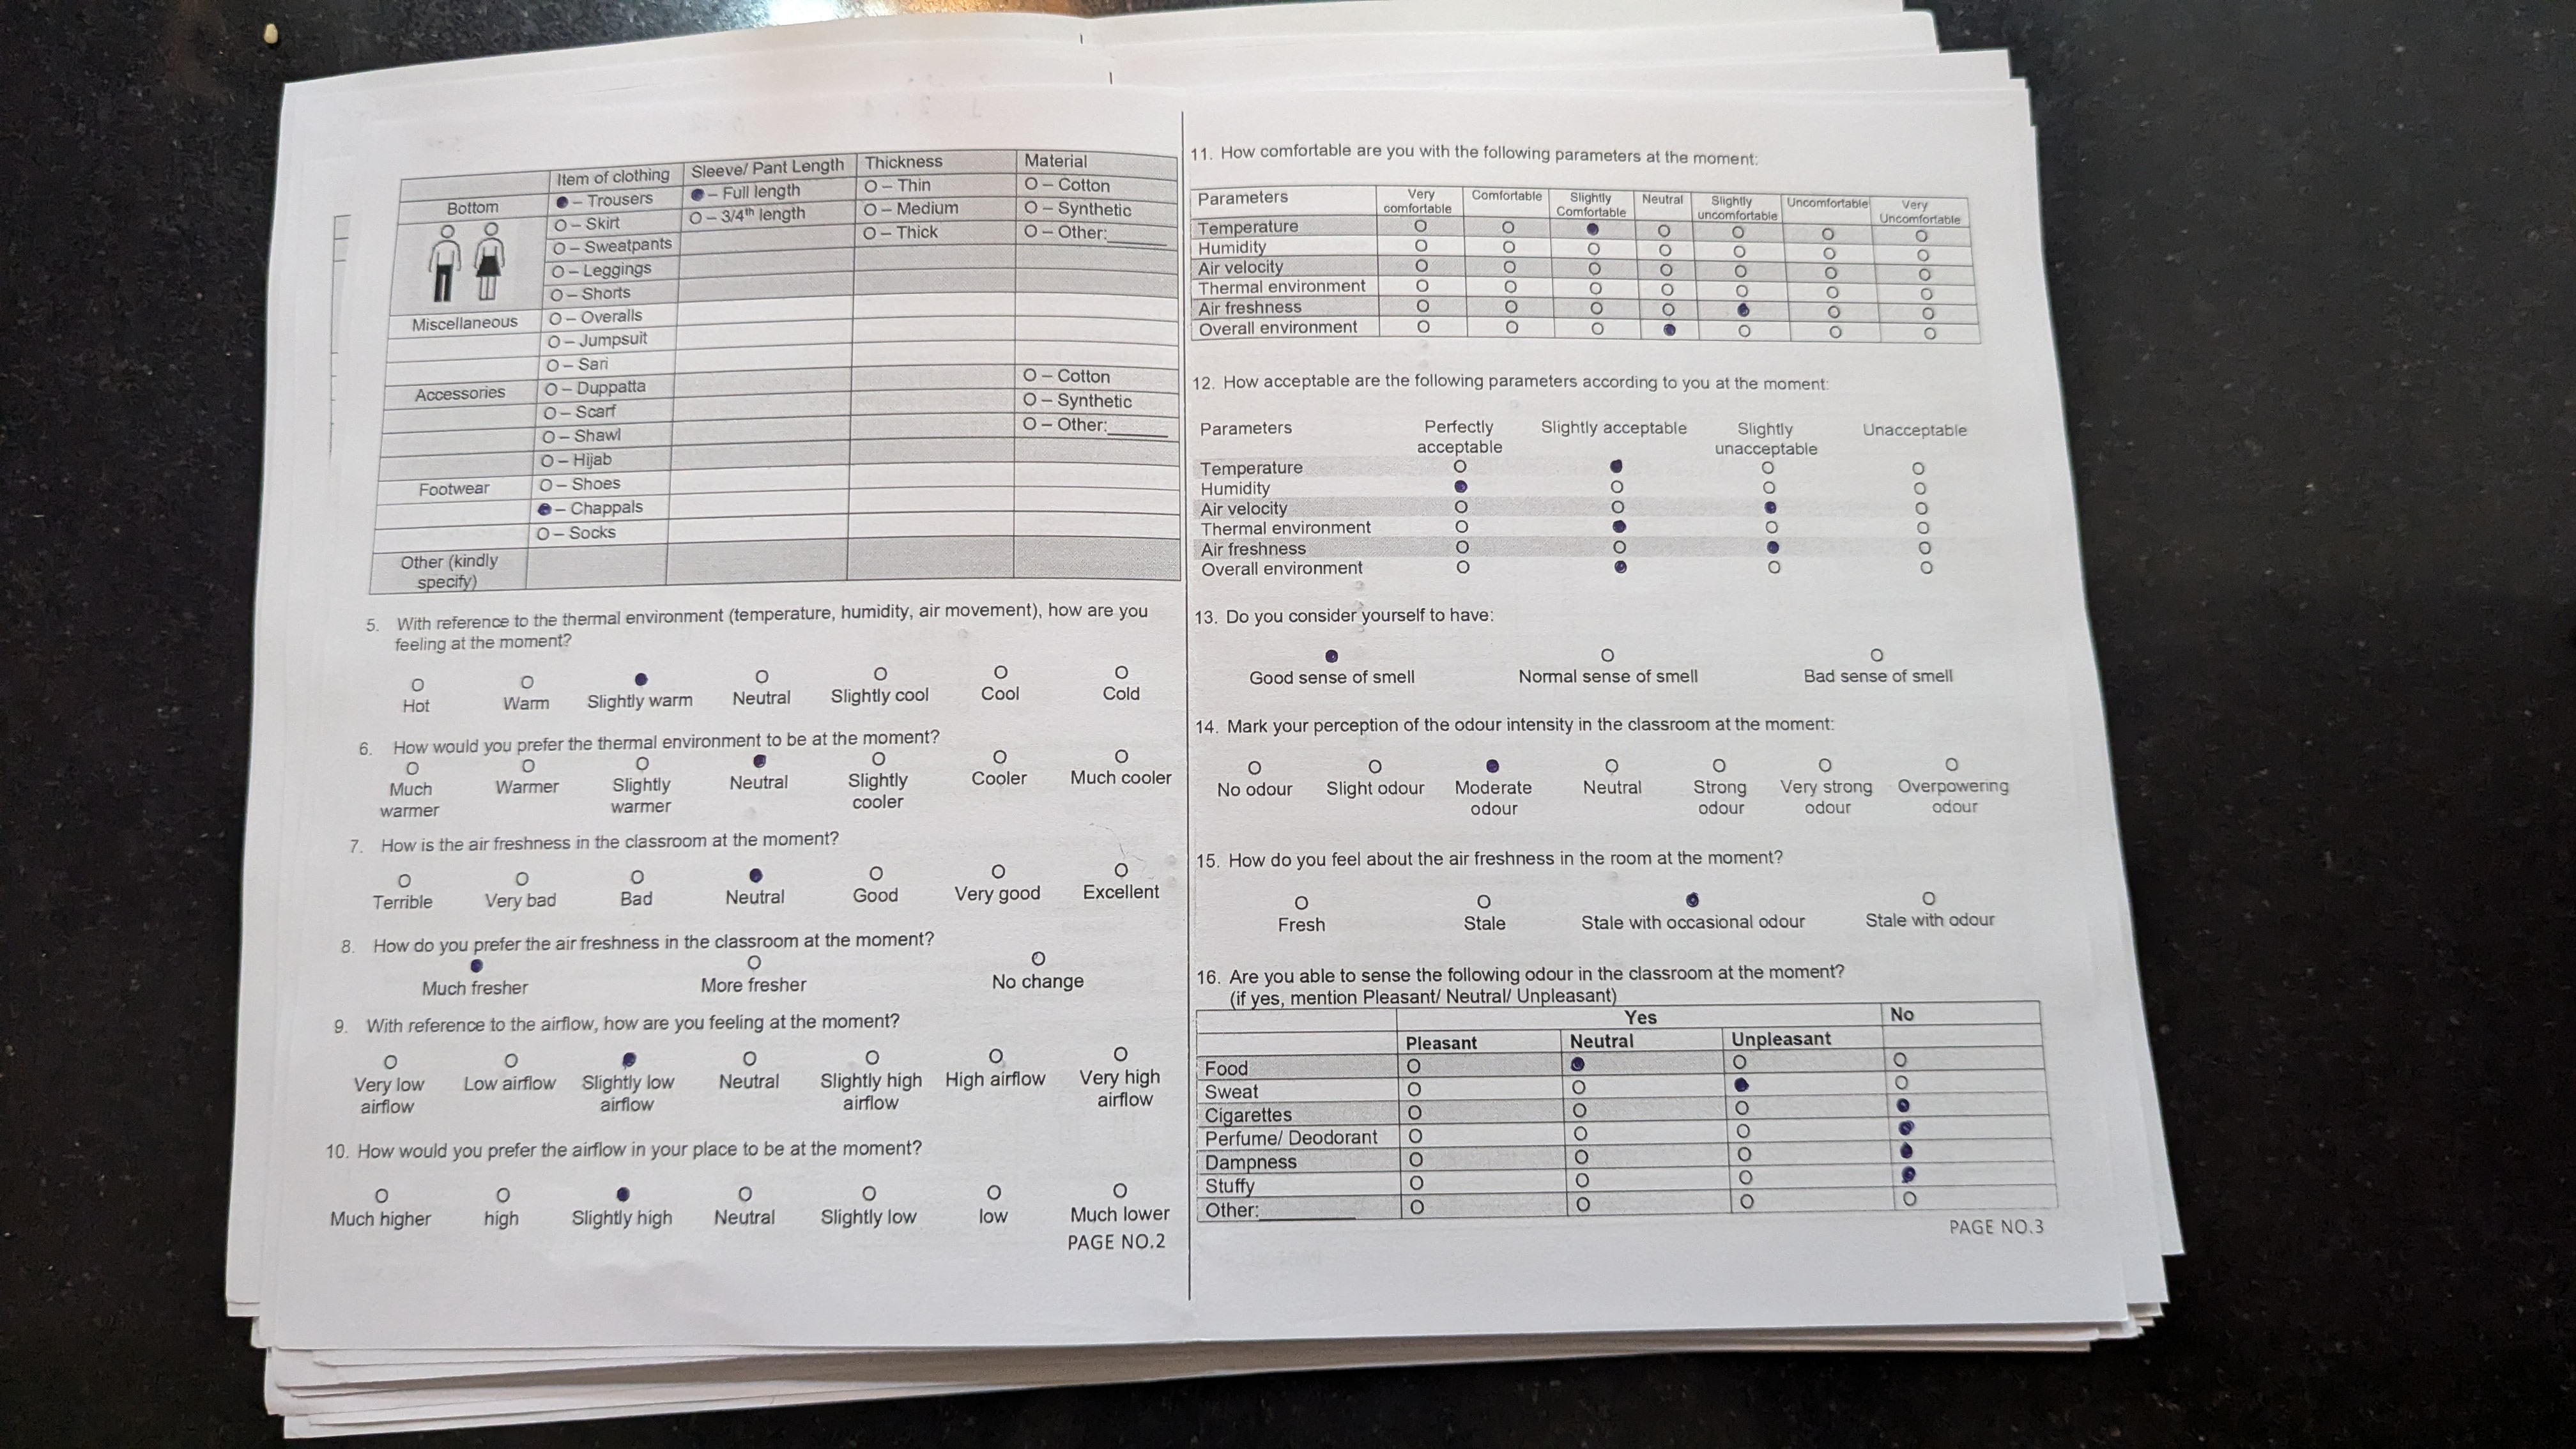 Item of clothing Sleeve/ Pant Length Thickness Material
Bottom ● – Trousers ● – Full length O – Thin O – Cotton
O – Skirt O – 3/4th length O – Medium O – Synthetic
O – Sweatpants O – Thick O – Other:______
O – Leggings
O – Shorts
Miscellaneous O – Overalls
O – Jumpsuit
O – Sari
Accessories O – Duppatta O – Cotton
O – Scarf O – Synthetic
O – Shawl O – Other:______
O – Hijab
Footwear O – Shoes
● – Chappals
O – Socks
Other (kindly
specify)
5. With reference to the thermal environment (temperature, humidity, air movement), how are you
feeling at the moment?
O O ● O O O O
Hot Warm Slightly warm Neutral Slightly cool Cool Cold
6. How would you prefer the thermal environment to be at the moment?
O O O ● O O O
Much Warmer Slightly Neutral Slightly Cooler Much cooler
warmer warmer cooler
7. How is the air freshness in the classroom at the moment?
O O O ● O O O
Terrible Very bad Bad Neutral Good Very good Excellent
8. How do you prefer the air freshness in the classroom at the moment?
● O O
Much fresher More fresher No change
9. With reference to the airflow, how are you feeling at the moment?
O O ● O O O O
Very low Low airflow Slightly low Neutral Slightly high High airflow Very high
airflow airflow airflow airflow
10. How would you prefer the airflow in your place to be at the moment?
O O ● O O O O
Much higher high Slightly high Neutral Slightly low low Much lower
PAGE NO.2
11. How comfortable are you with the following parameters at the moment:
Parameters Very Comfortable Slightly Neutral Slightly Uncomfortable Very
comfortable Comfortable uncomfortable Uncomfortable
Temperature O O ● O O O O
Humidity O O O O O O O
Air velocity O O O O O O O
Thermal environment O O O O O O O
Air freshness O O O O ● O O
Overall environment O O O ● O O O
12. How acceptable are the following parameters according to you at the moment:
Parameters Perfectly Slightly acceptable Slightly Unacceptable
acceptable unacceptable
Temperature O ● O O
Humidity ● O O O
Air velocity O O ● O
Thermal environment O ● O O
Air freshness O O ● O
Overall environment O ● O O
13. Do you consider yourself to have:
● O O
Good sense of smell Normal sense of smell Bad sense of smell
14. Mark your perception of the odour intensity in the classroom at the moment:
O O ● O O O O
No odour Slight odour Moderate Neutral Strong Very strong Overpowering
odour odour odour odour
15. How do you feel about the air freshness in the room at the moment?
O O ● O
Fresh Stale Stale with occasional odour Stale with odour
16. Are you able to sense the following odour in the classroom at the moment?
(if yes, mention Pleasant/ Neutral/ Unpleasant)
Yes No
Pleasant Neutral Unpleasant
Food O ● O O
Sweat O O ● O
Cigarettes O O O ●
Perfume/ Deodorant O O O ●
Dampness O O O ●
Stuffy O O O ●
Other:__________ O O O O
PAGE NO.3